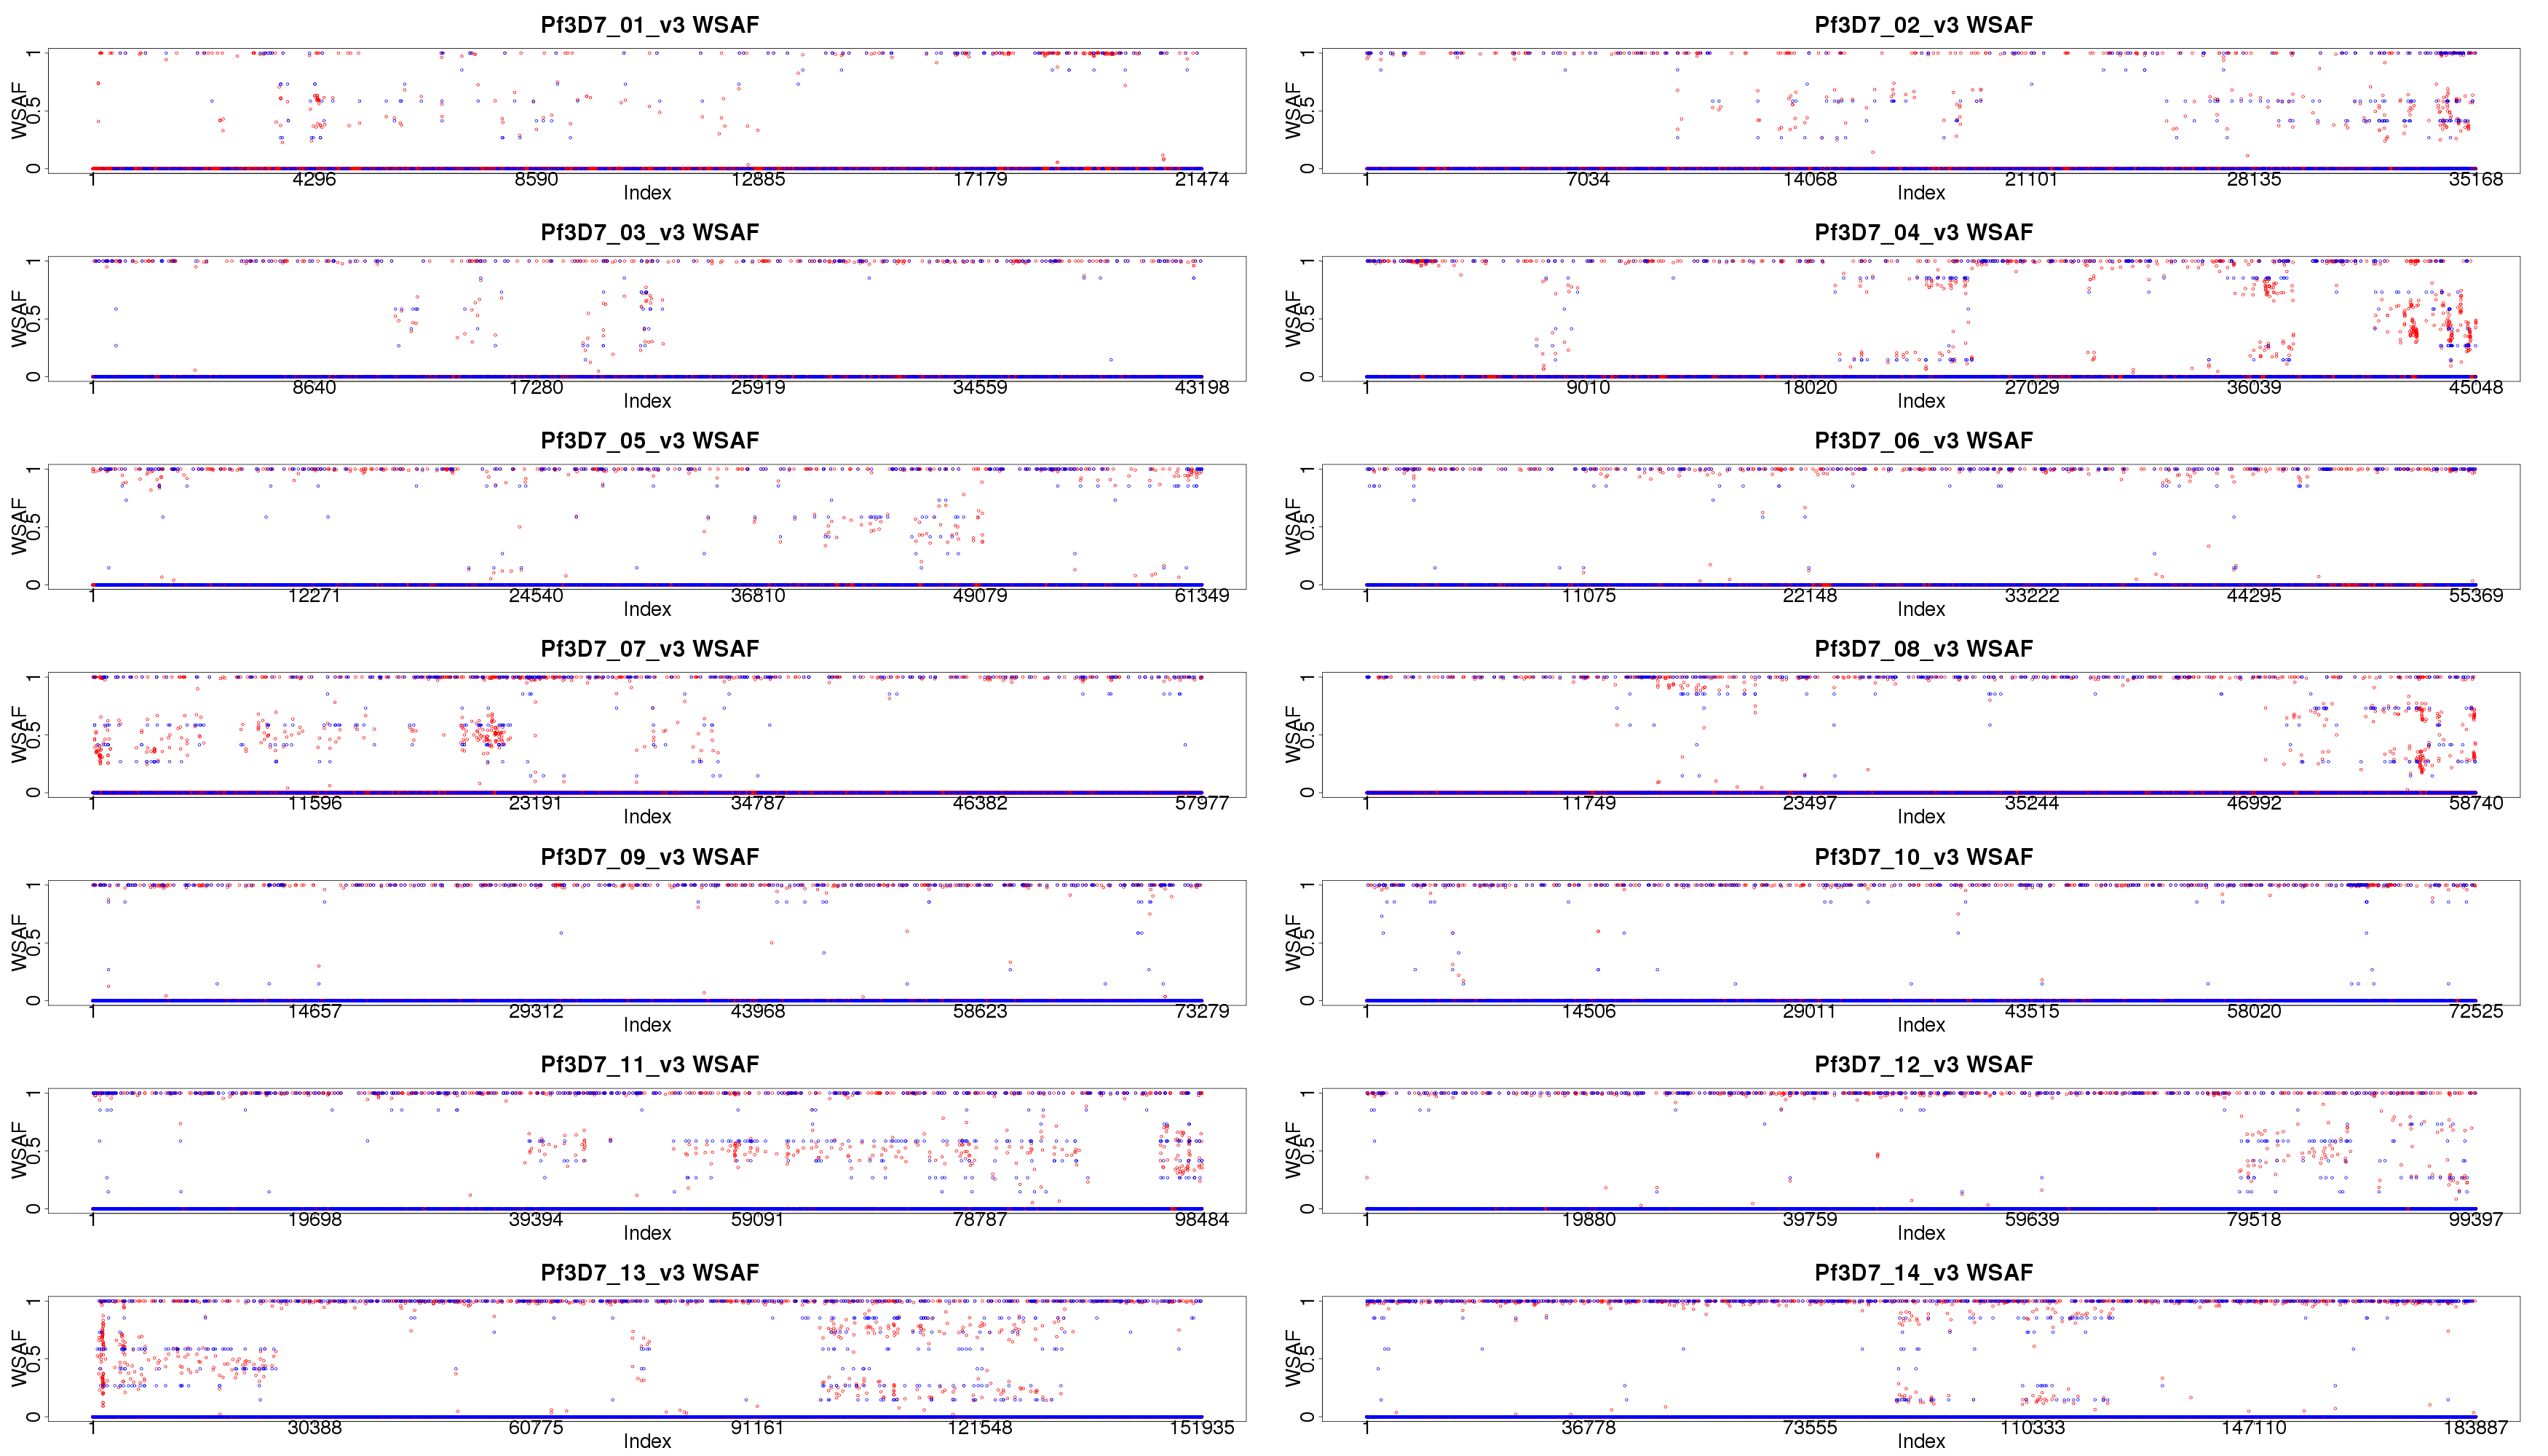 Pf3D7_01_v3 WSAF
WSAF
0 0.5 1
1 4296 8590 12885 17179 21474
Index
Pf3D7_02_v3 WSAF
WSAF
0 0.5 1
1 7034 14068 21101 28135 35168
Index
Pf3D7_03_v3 WSAF
WSAF
0 0.5 1
1 8640 17280 25919 34559 43198
Index
Pf3D7_04_v3 WSAF
WSAF
0 0.5 1
1 9010 18020 27029 36039 45048
Index
Pf3D7_05_v3 WSAF
WSAF
0 0.5 1
1 12271 24540 36810 49079 61349
Index
Pf3D7_06_v3 WSAF
WSAF
0 0.5 1
1 11075 22148 33222 44295 55369
Index
Pf3D7_07_v3 WSAF
WSAF
0 0.5 1
1 11596 23191 34787 46382 57977
Index
Pf3D7_08_v3 WSAF
WSAF
0 0.5 1
1 11749 23497 35244 46992 58740
Index
Pf3D7_09_v3 WSAF
WSAF
0 0.5 1
1 14657 29312 43968 58623 73279
Index
Pf3D7_10_v3 WSAF
WSAF
0 0.5 1
1 14506 29011 43515 58020 72525
Index
Pf3D7_11_v3 WSAF
WSAF
0 0.5 1
1 19698 39394 59091 78787 98484
Index
Pf3D7_12_v3 WSAF
WSAF
0 0.5 1
1 19880 39759 59639 79518 99397
Index
Pf3D7_13_v3 WSAF
WSAF
0 0.5 1
1 30388 60775 91161 121548 151935
Index
Pf3D7_14_v3 WSAF
WSAF
0 0.5 1
1 36778 73555 110333 147110 183887
Index